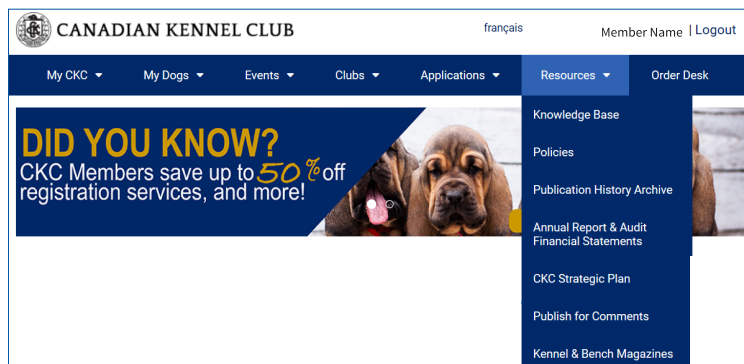 CANADIAN KENNEL CLUB
français
Member Name | Logout
My CKC
My Dogs
Events
Clubs
Applications
Resources
Order Desk
DID YOU KNOW?
CKC Members save up to 50% off
registration services, and more!
Knowledge Base
Policies
Publication History Archive
Annual Report & Audit
Financial Statements
CKC Strategic Plan
Publish for Comments
Kennel & Bench Magazines